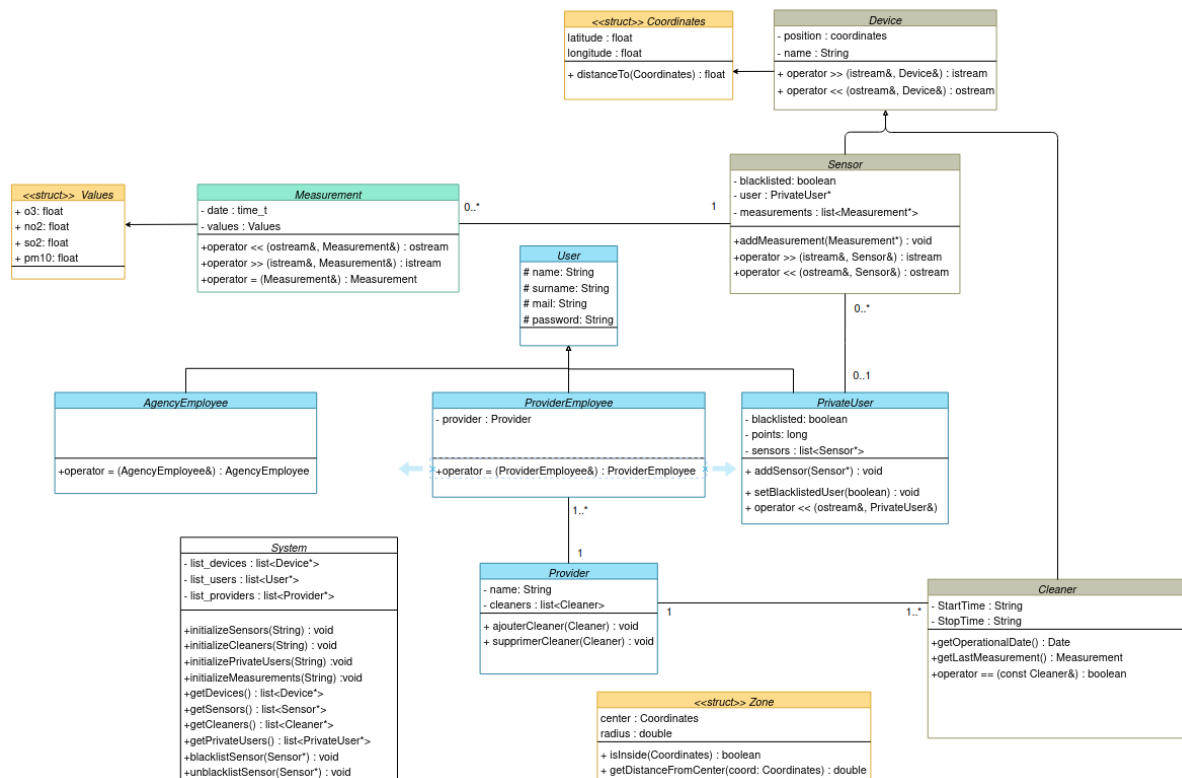 <<struct>> Coordinates
latitude : float
longitude : float
+ distanceTo(Coordinates) : float
Device
- position : coordinates
- name : String
+ operator >> (istream&, Device&) : istream
+ operator << (ostream&, Device&) : ostream
<<struct>> Values
+ o3: float
+ no2: float
+ so2: float
+ pm10: float
Measurement
- date : time_t
- values : Values
+operator << (ostream&, Measurement&) : ostream
+operator >> (istream&, Measurement&) : istream
+operator = (Measurement&) : Measurement
0..*
1
Sensor
- blacklisted: boolean
- user : PrivateUser*
- measurements : list<Measurement*>
+addMeasurement(Measurement*) : void
+operator >> (istream&, Sensor&) : istream
+operator << (ostream&, Sensor&) : ostream
User
# name: String
# surname: String
# mail: String
# password: String
0..*
0..1
AgencyEmployee
+operator = (AgencyEmployee&) : AgencyEmployee
ProviderEmployee
- provider : Provider
+operator = (ProviderEmployee&) : ProviderEmployee
PrivateUser
- blacklisted: boolean
- points: long
- sensors : list<Sensor*>
+ addSensor(Sensor*) : void
+ setBlacklistedUser(boolean) : void
+ operator << (ostream&, PrivateUser&)
1..*
1
System
- list_devices : list<Device*>
- list_users : list<User*>
- list_providers : list<Provider*>
+initializeSensors(String) : void
+initializeCleaners(String) : void
+initializePrivateUsers(String) :void
+initializeMeasurements(String) :void
+getDevices() : list<Device*>
+getSensors() : list<Sensor*>
+getCleaners() : list<Cleaner*>
+getPrivateUsers() : list<PrivateUser*>
+blacklistSensor(Sensor*) : void
+unblacklistSensor(Sensor*) : void
Provider
- name: String
- cleaners : list<Cleaner>
+ ajouterCleaner(Cleaner) : void
+ supprimerCleaner(Cleaner) : void
1
1..*
Cleaner
- StartTime : String
- StopTime : String
+getOperationalDate() : Date
+getLastMeasurement() : Measurement
+operator == (const Cleaner&) : boolean
<<struct>> Zone
center : Coordinates
radius : double
+ isInside(Coordinates) : boolean
+ getDistanceFromCenter(coord: Coordinates) : double